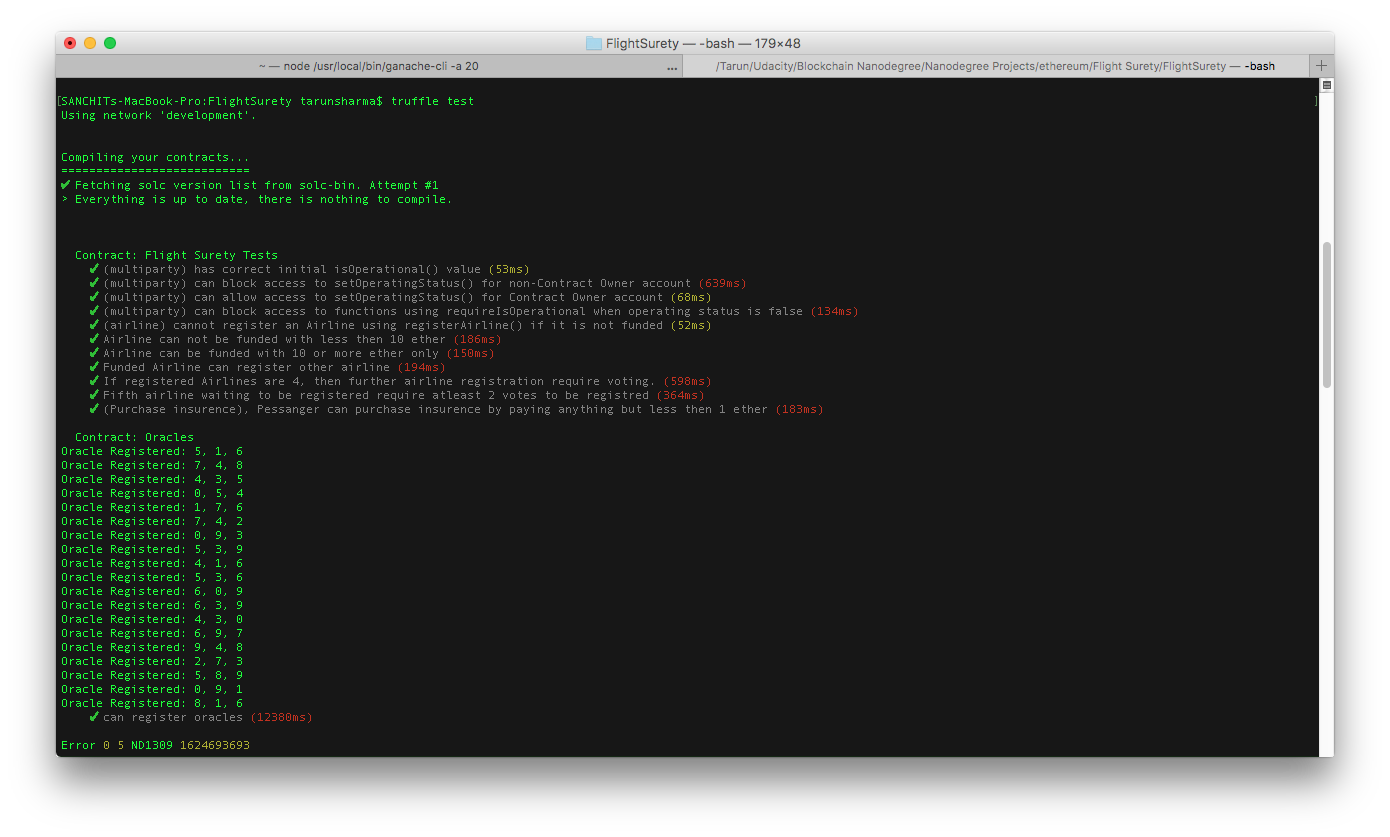 FlightSurety — -bash — 179×48
~ — node /usr/local/bin/ganache-cli -a 20 ...
/Tarun/Udacity/Blockchain Nanodegree/Nanodegree Projects/ethereum/Flight Surety/FlightSurety — -bash +
[SANCHITs-MacBook-Pro:FlightSurety tarunsharma$ truffle test ]
Using network 'development'.
Compiling your contracts...
===========================
✔ Fetching solc version list from solc-bin. Attempt #1
> Everything is up to date, there is nothing to compile.
Contract: Flight Surety Tests
✔ (multiparty) has correct initial isOperational() value (53ms)
✔ (multiparty) can block access to setOperatingStatus() for non-Contract Owner account (639ms)
✔ (multiparty) can allow access to setOperatingStatus() for Contract Owner account (68ms)
✔ (multiparty) can block access to functions using requireIsOperational when operating status is false (134ms)
✔ (airline) cannot register an Airline using registerAirline() if it is not funded (52ms)
✔ Airline can not be funded with less then 10 ether (186ms)
✔ Airline can be funded with 10 or more ether only (150ms)
✔ Funded Airline can register other airline (194ms)
✔ If registered Airlines are 4, then further airline registration require voting. (598ms)
✔ Fifth airline waiting to be registered require atleast 2 votes to be registred (364ms)
✔ (Purchase insurence), Pessanger can purchase insurence by paying anything but less then 1 ether (183ms)
Contract: Oracles
Oracle Registered: 5, 1, 6
Oracle Registered: 7, 4, 8
Oracle Registered: 4, 3, 5
Oracle Registered: 0, 5, 4
Oracle Registered: 1, 7, 6
Oracle Registered: 7, 4, 2
Oracle Registered: 0, 9, 3
Oracle Registered: 5, 3, 9
Oracle Registered: 4, 1, 6
Oracle Registered: 5, 3, 6
Oracle Registered: 6, 0, 9
Oracle Registered: 6, 3, 9
Oracle Registered: 4, 3, 0
Oracle Registered: 6, 9, 7
Oracle Registered: 9, 4, 8
Oracle Registered: 2, 7, 3
Oracle Registered: 5, 8, 9
Oracle Registered: 0, 9, 1
Oracle Registered: 8, 1, 6
✔ can register oracles (12380ms)
Error 0 5 ND1309 1624693693